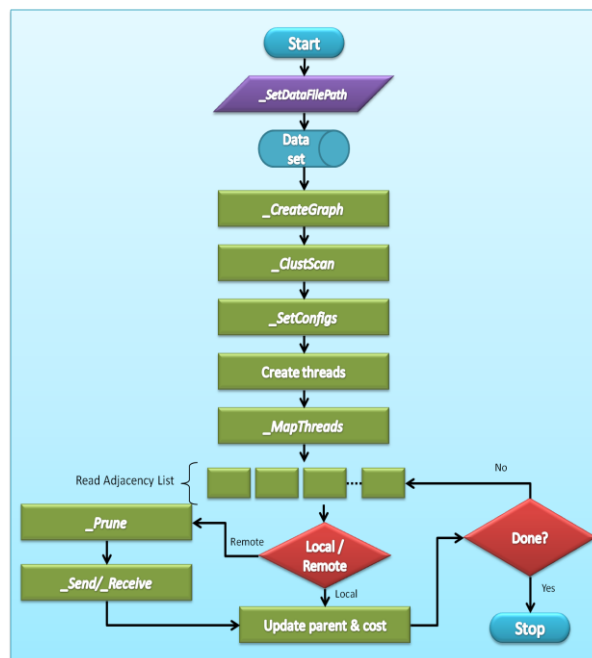 Start
_SetDataFilePath
Data
set
_CreateGraph
_ClustScan
_SetConfigs
Create threads
_MapThreads
Read Adjacency List
No
_Prune
Remote
Local /
Remote
Done?
_Send/_Receive
Local
Yes
Update parent & cost
Stop